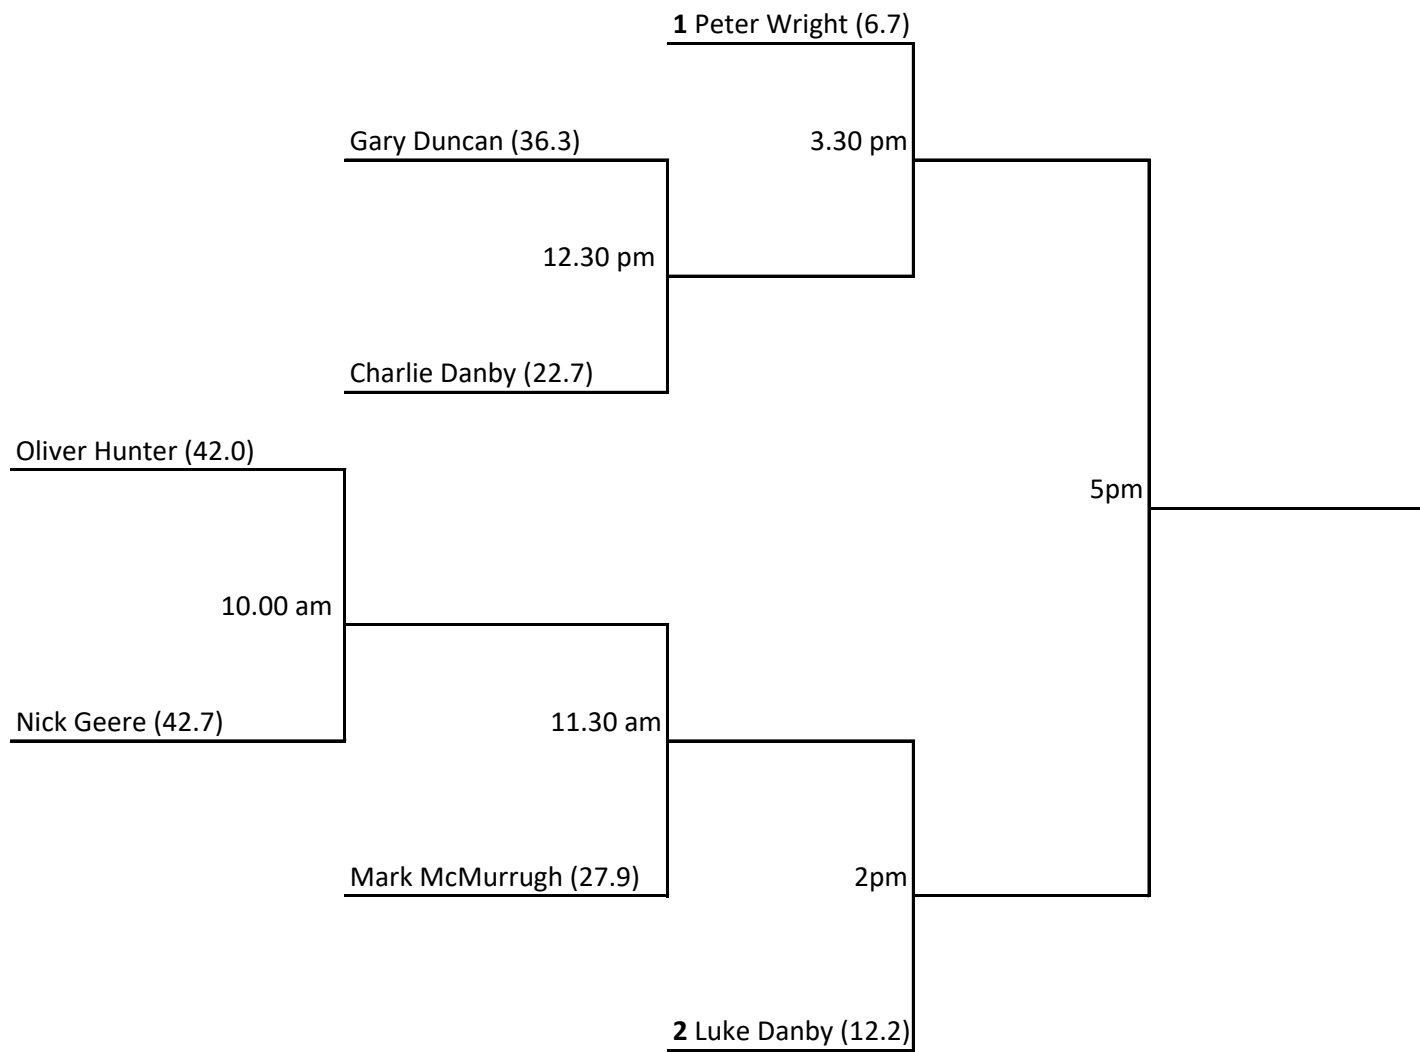 1 Peter Wright (6.7)
Gary Duncan (36.3)
3.30 pm
12.30 pm
Charlie Danby (22.7)
Oliver Hunter (42.0)
5pm
10.00 am
Nick Geere (42.7)
11.30 am
Mark McMurrugh (27.9)
2pm
2 Luke Danby (12.2)